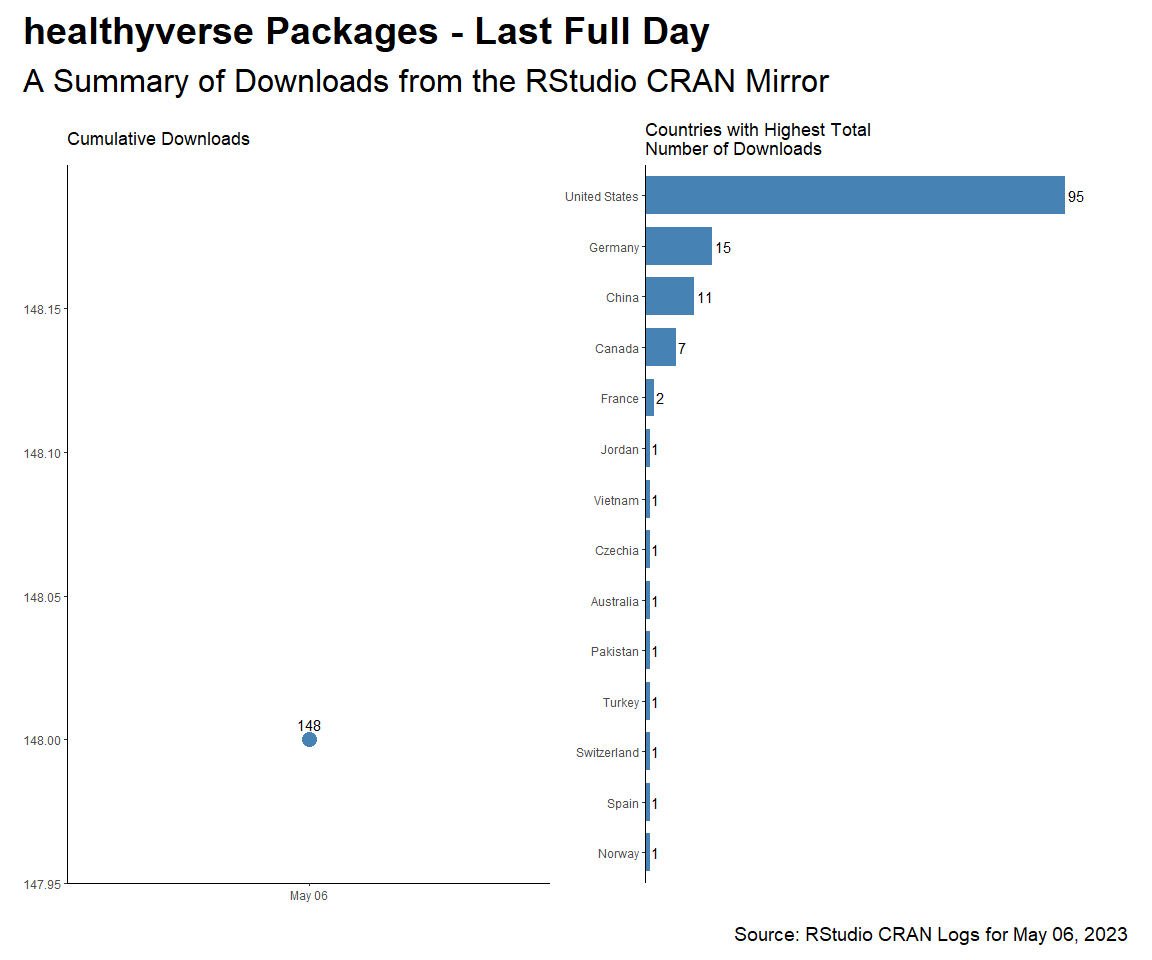 healthyverse Packages - Last Full Day
A Summary of Downloads from the RStudio CRAN Mirror
Cumulative Downloads
148.15
148.10
148.05
148.00
147.95
148
May 06
Countries with Highest Total
Number of Downloads
United States 95
Germany 15
China 11
Canada 7
France 2
Jordan 1
Vietnam 1
Czechia 1
Australia 1
Pakistan 1
Turkey 1
Switzerland 1
Spain 1
Norway 1
Source: RStudio CRAN Logs for May 06, 2023